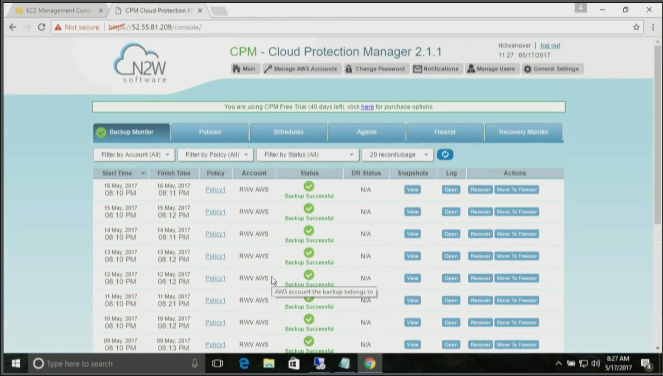 EC2 Management Cons
CPM Cloud Protection M
Not secure | https://52.55.81.209/console/
N2W
software
CPM - Cloud Protection Manager 2.1.1
rickvanover | log out
11:27 05/17/2017
Main
Manage AWS Accounts
Change Password
Notifications
Manage Users
General Settings
You are using CPM Free Trial (40 days left), click here for purchase options
Backup Monitor
Policies
Schedules
Agents
Freezer
Recovery Monitor
Filter by Account (All)
Filter by Policy (All)
Filter by Status (All)
20 records/page
Start Time Finish Time Policy Account Status DR Status Snapshots Log Actions
16 May, 2017 08:10 PM 16 May, 2017 08:11 PM Policy1 RWV AWS Backup Successful N/A View Open Recover Move To Freezer
15 May, 2017 08:10 PM 15 May, 2017 08:12 PM Policy1 RWV AWS Backup Successful N/A View Open Recover Move To Freezer
14 May, 2017 08:10 PM 14 May, 2017 08:11 PM Policy1 RWV AWS Backup Successful N/A View Open Recover Move To Freezer
13 May, 2017 08:10 PM 13 May, 2017 08:12 PM Policy1 RWV AWS Backup Successful N/A View Open Recover Move To Freezer
12 May, 2017 08:10 PM 12 May, 2017 08:12 PM Policy1 RWV AWS N/A View Open Recover Move To Freezer
AWS account the backup belongs to
11 May, 2017 08:10 PM 11 May, 2017 08:21 PM Policy1 RWV AWS Backup Successful N/A View Open Recover Move To Freezer
10 May, 2017 08:10 PM 10 May, 2017 08:12 PM Policy1 RWV AWS Backup Successful N/A View Open Recover Move To Freezer
09 May, 2017 08:10 PM 09 May, 2017 08:13 PM Policy1 RWV AWS Backup Successful N/A View Open Recover Move To Freezer
Type here to search
8:27 AM
5/17/2017